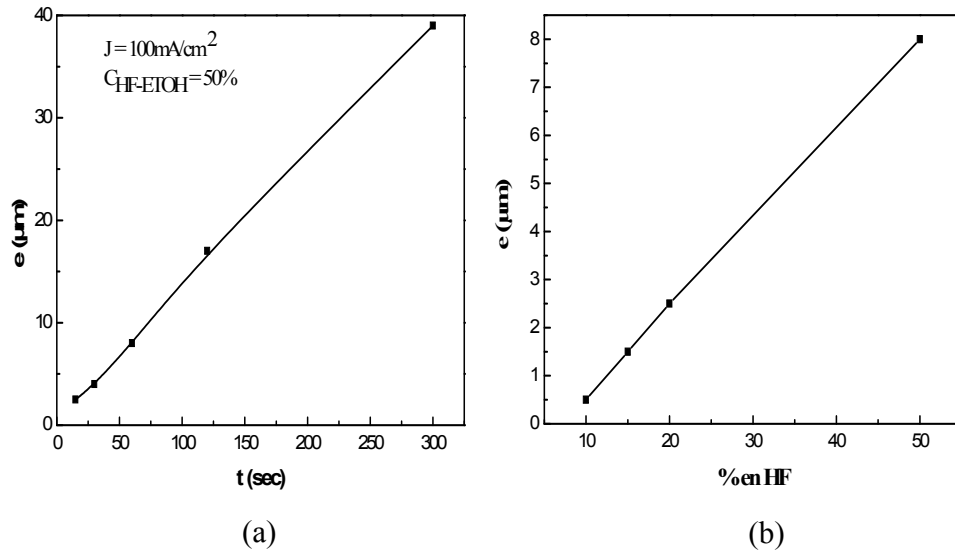 J = 100mA/cm2
CHF-ETOH = 50%
40
30
20
10
0
e (µm)
0 50 100 150 200 250 300
t (sec)
(a)
8
7
6
5
4
3
2
1
0
e (µm)
10 20 30 40 50
% en HF
(b)